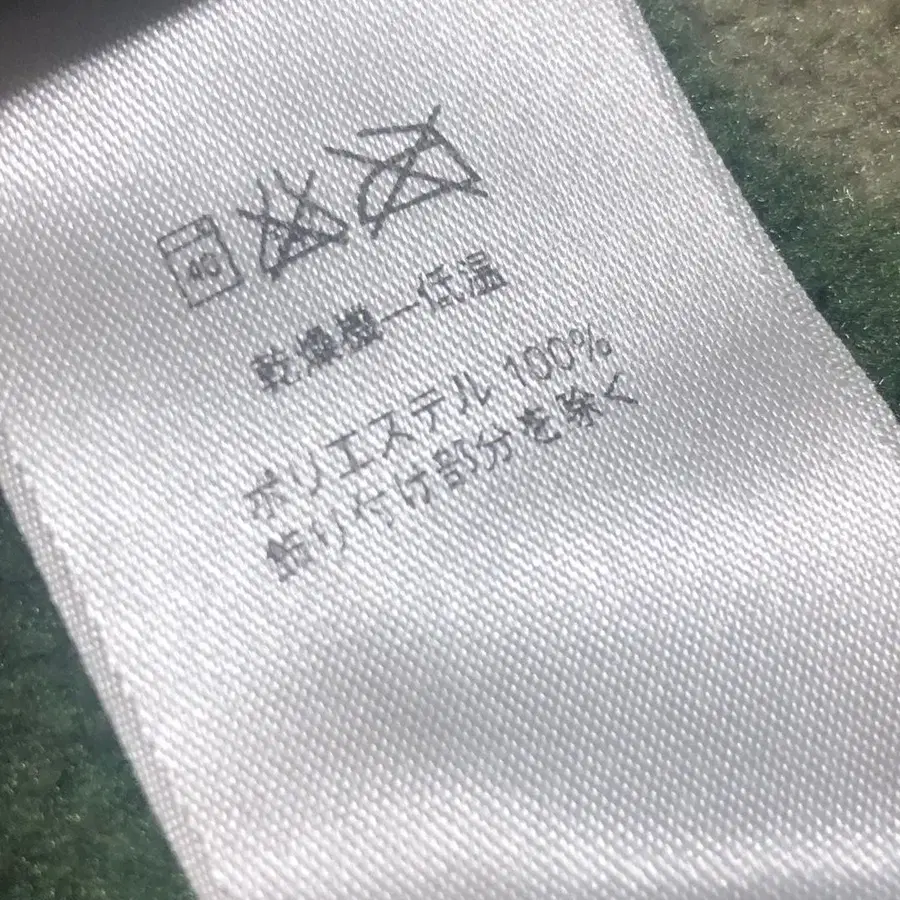 40
乾燥機—低温
ポリエステル 100%
飾り付け部分を除く